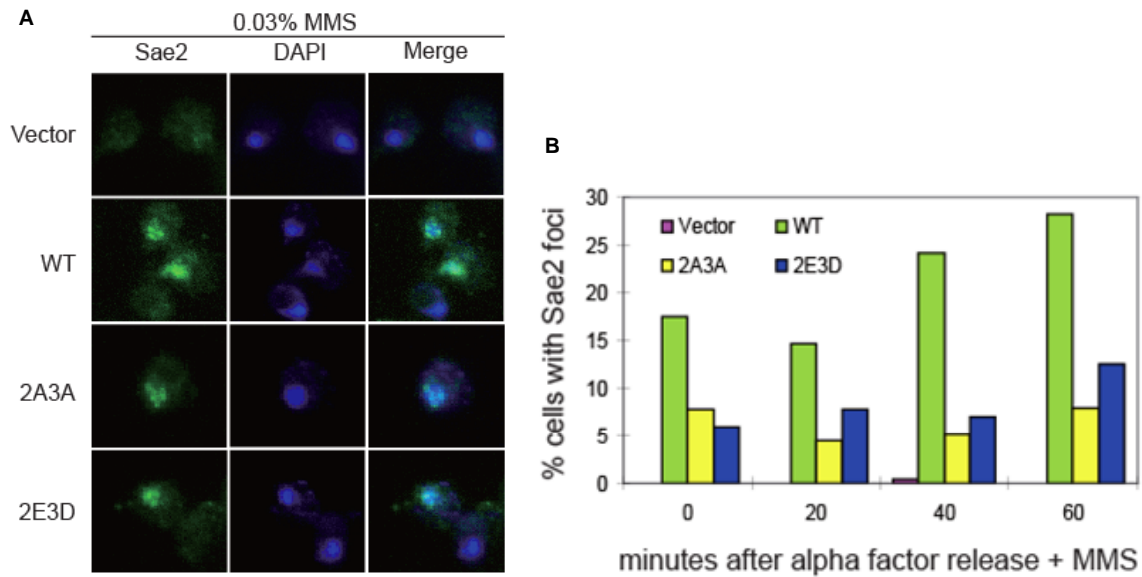 A
0.03% MMS
Sae2 DAPI Merge
Vector
WT
2A3A
2E3D
B
% cells with Sae2 foci
30
25
20
15
10
5
0
Vector WT
2A3A 2E3D
0 20 40 60
minutes after alpha factor release + MMS